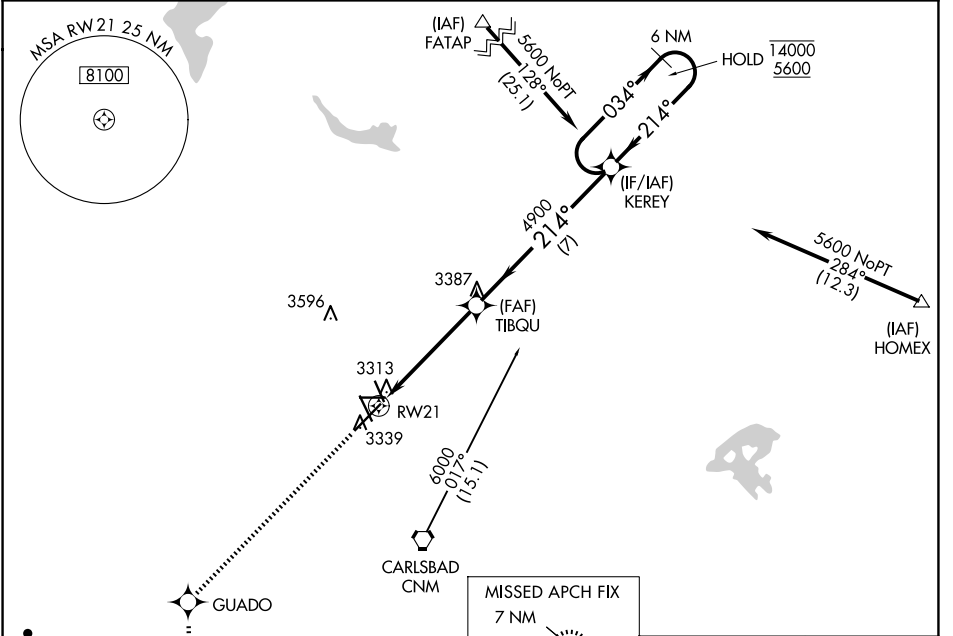 MSA RW21 25 NM
8100
(IAF)
FATAP
5600 NoPT
128°
(25.1)
6 NM
HOLD
14000
5600
034°
214°
(IF/IAF)
KEREY
4900
214°
(7)
5600 NoPT
284°
(12.3)
(IAF)
HOMEX
3387
(FAF)
TIBQU
3596
3313
RW21
3339
6000
017°
(15.1)
CARLSBAD
CNM
GUADO
MISSED APCH FIX
7 NM